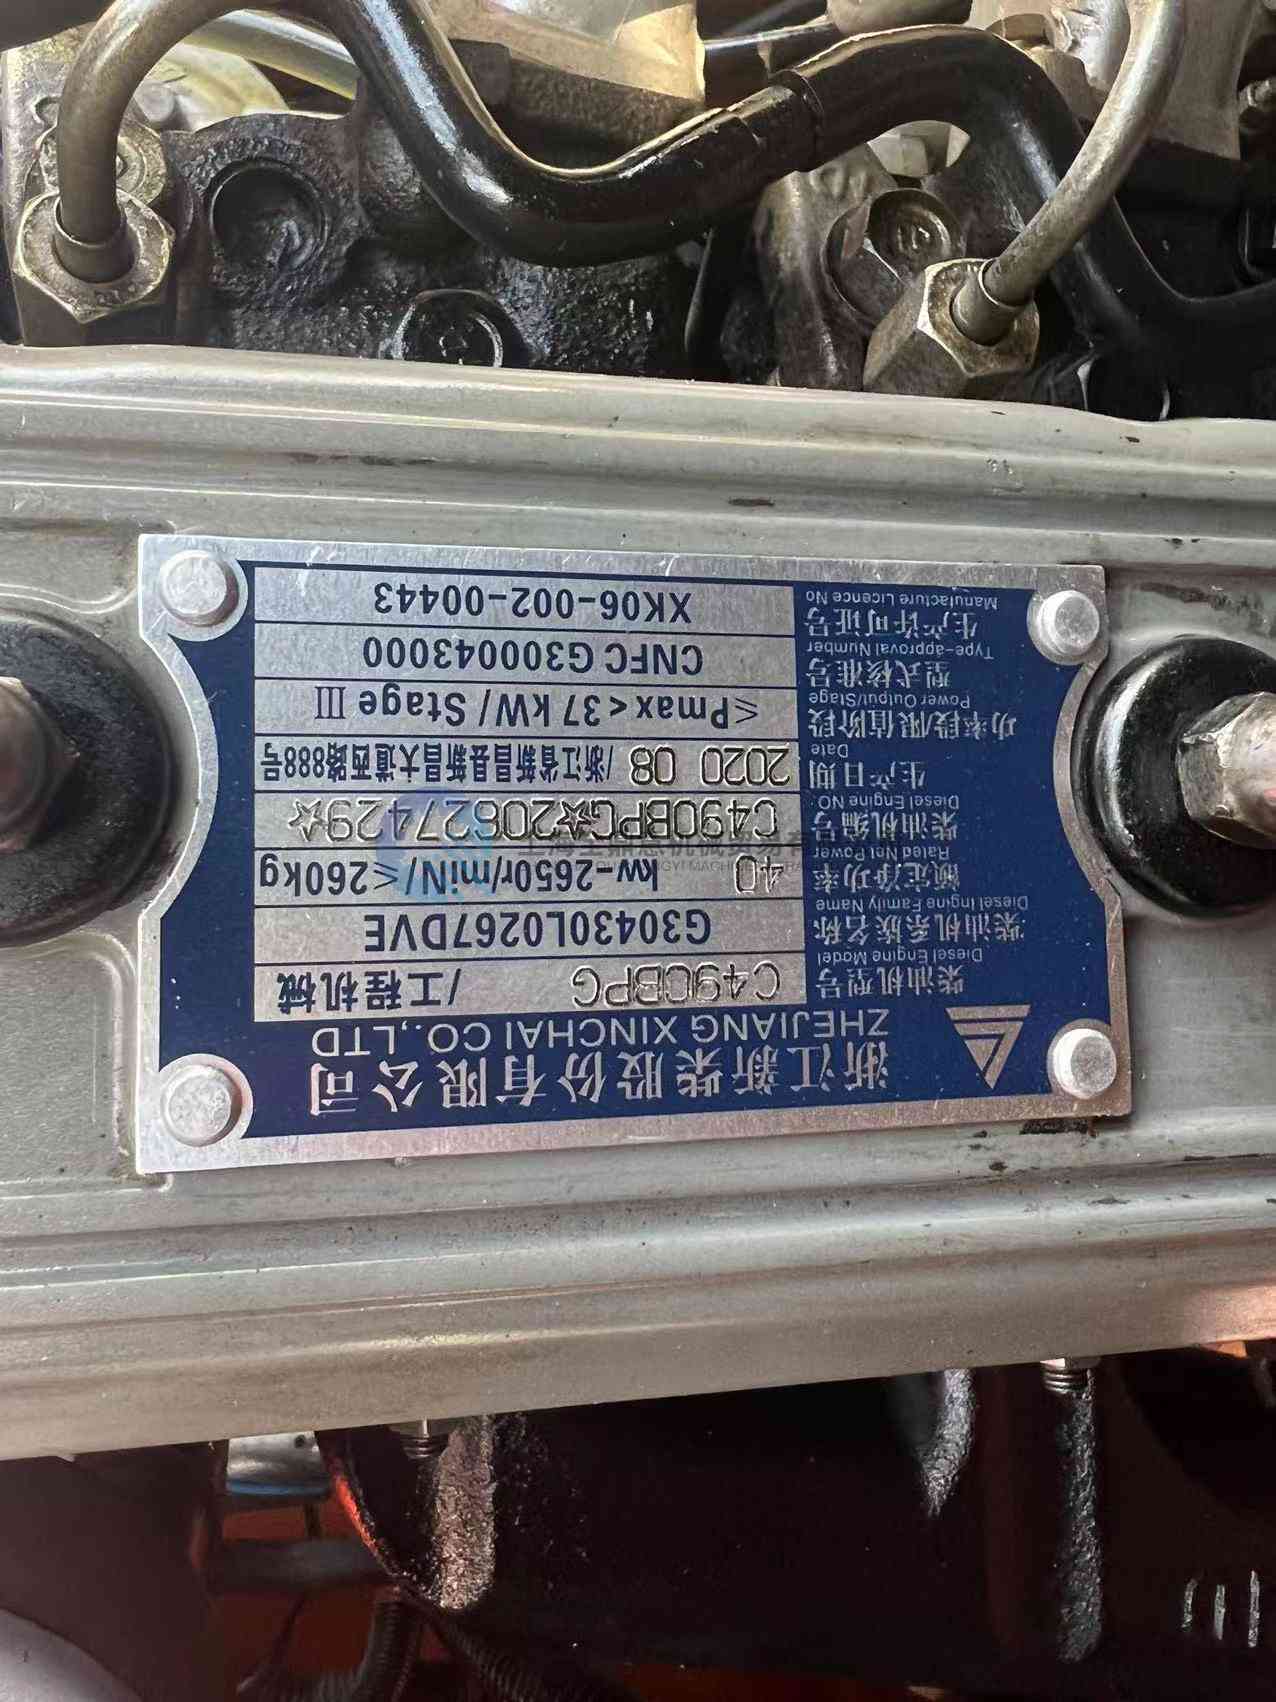 浙江新柴股份有限公司
ZHEJIANG XINCHAI CO.,LTD
柴油机型号 C490BPG /工程机械
Diesel Engine Model
柴油机系族名称 G30430L0267DVE
Diesel Ingine Family Name
额定净功率 40 kw-2650r/miN/≤260kg
Rated Net Power
柴油机编号 C490BPG☆20627429☆
Diesel Engine NO.
生产日期 2020 08 /浙江省新昌县新昌大道西路888号
Date
功率段/限值阶段 ≤Pmax<37kW/Stage III
Power Output/Stage
型式核准号 CNFC G300043000
Type-approval Number
生产许可证号 XK06-002-00443
Manufacture Licence No